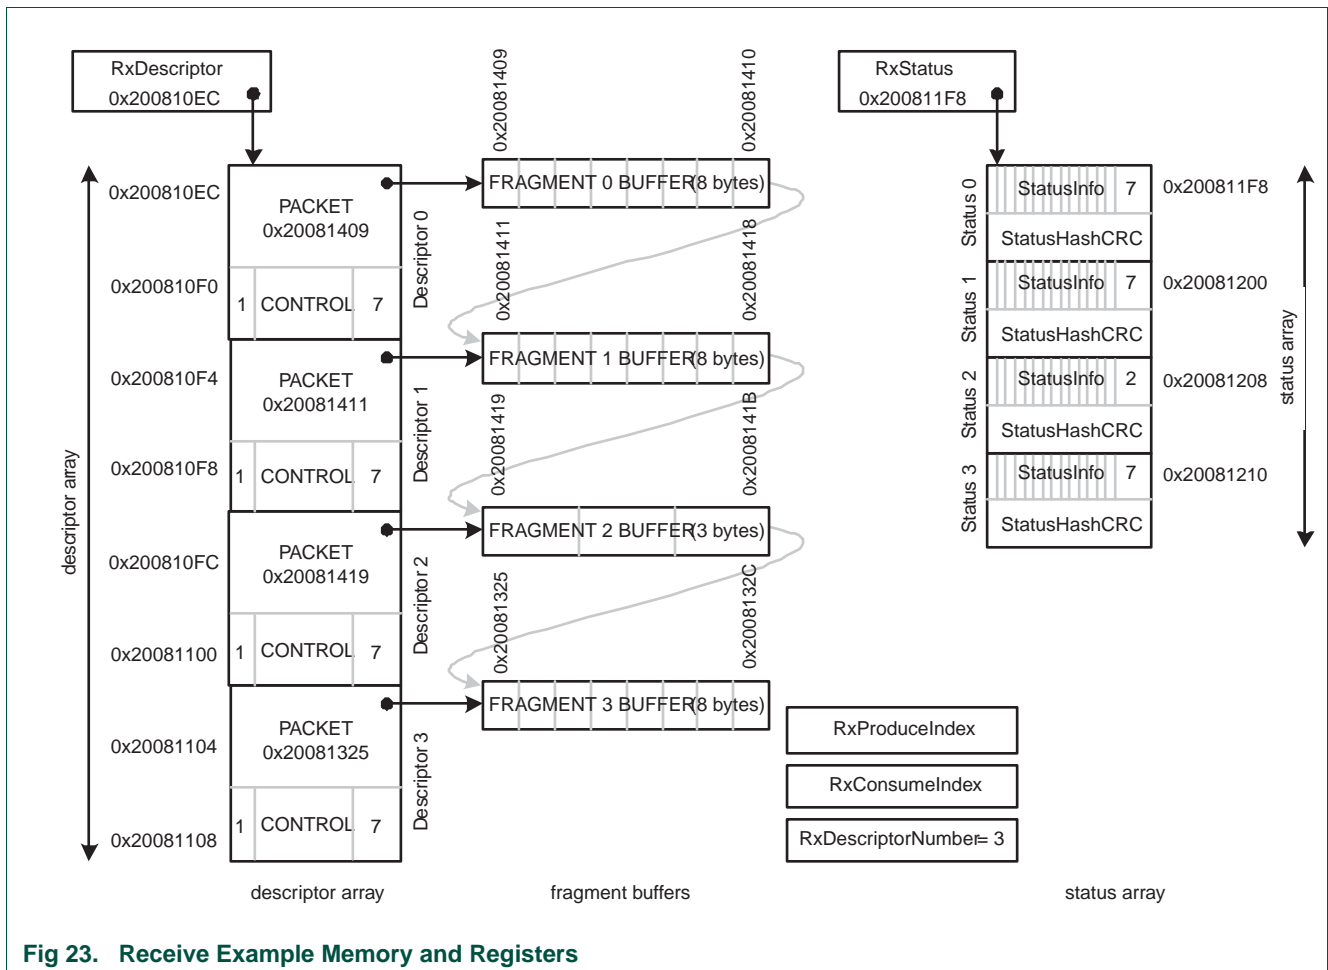 RxDescriptor
0x200810EC
RxStatus
0x200811F8
descriptor array
0x200810EC
0x200810F0
0x200810F4
0x200810F8
0x200810FC
0x20081100
0x20081104
0x20081108
PACKET
0x20081409
1 CONTROL 7
Descriptor 0
PACKET
0x20081411
1 CONTROL 7
Descriptor 1
PACKET
0x20081419
1 CONTROL 7
Descriptor 2
PACKET
0x20081325
1 CONTROL 7
Descriptor 3
0x20081409
0x20081410
FRAGMENT 0 BUFFER(8 bytes)
0x20081411
0x20081418
FRAGMENT 1 BUFFER(8 bytes)
0x20081419
0x2008141B
FRAGMENT 2 BUFFER(3 bytes)
0x20081325
0x2008132C
FRAGMENT 3 BUFFER(8 bytes)
Status 0
StatusInfo 7
0x200811F8
StatusHashCRC
Status 1
StatusInfo 7
0x20081200
StatusHashCRC
Status 2
StatusInfo 2
0x20081208
StatusHashCRC
Status 3
StatusInfo 7
0x20081210
StatusHashCRC
status array
RxProduceIndex
RxConsumeIndex
RxDescriptorNumber= 3
descriptor array
fragment buffers
status array
Fig 23. Receive Example Memory and Registers